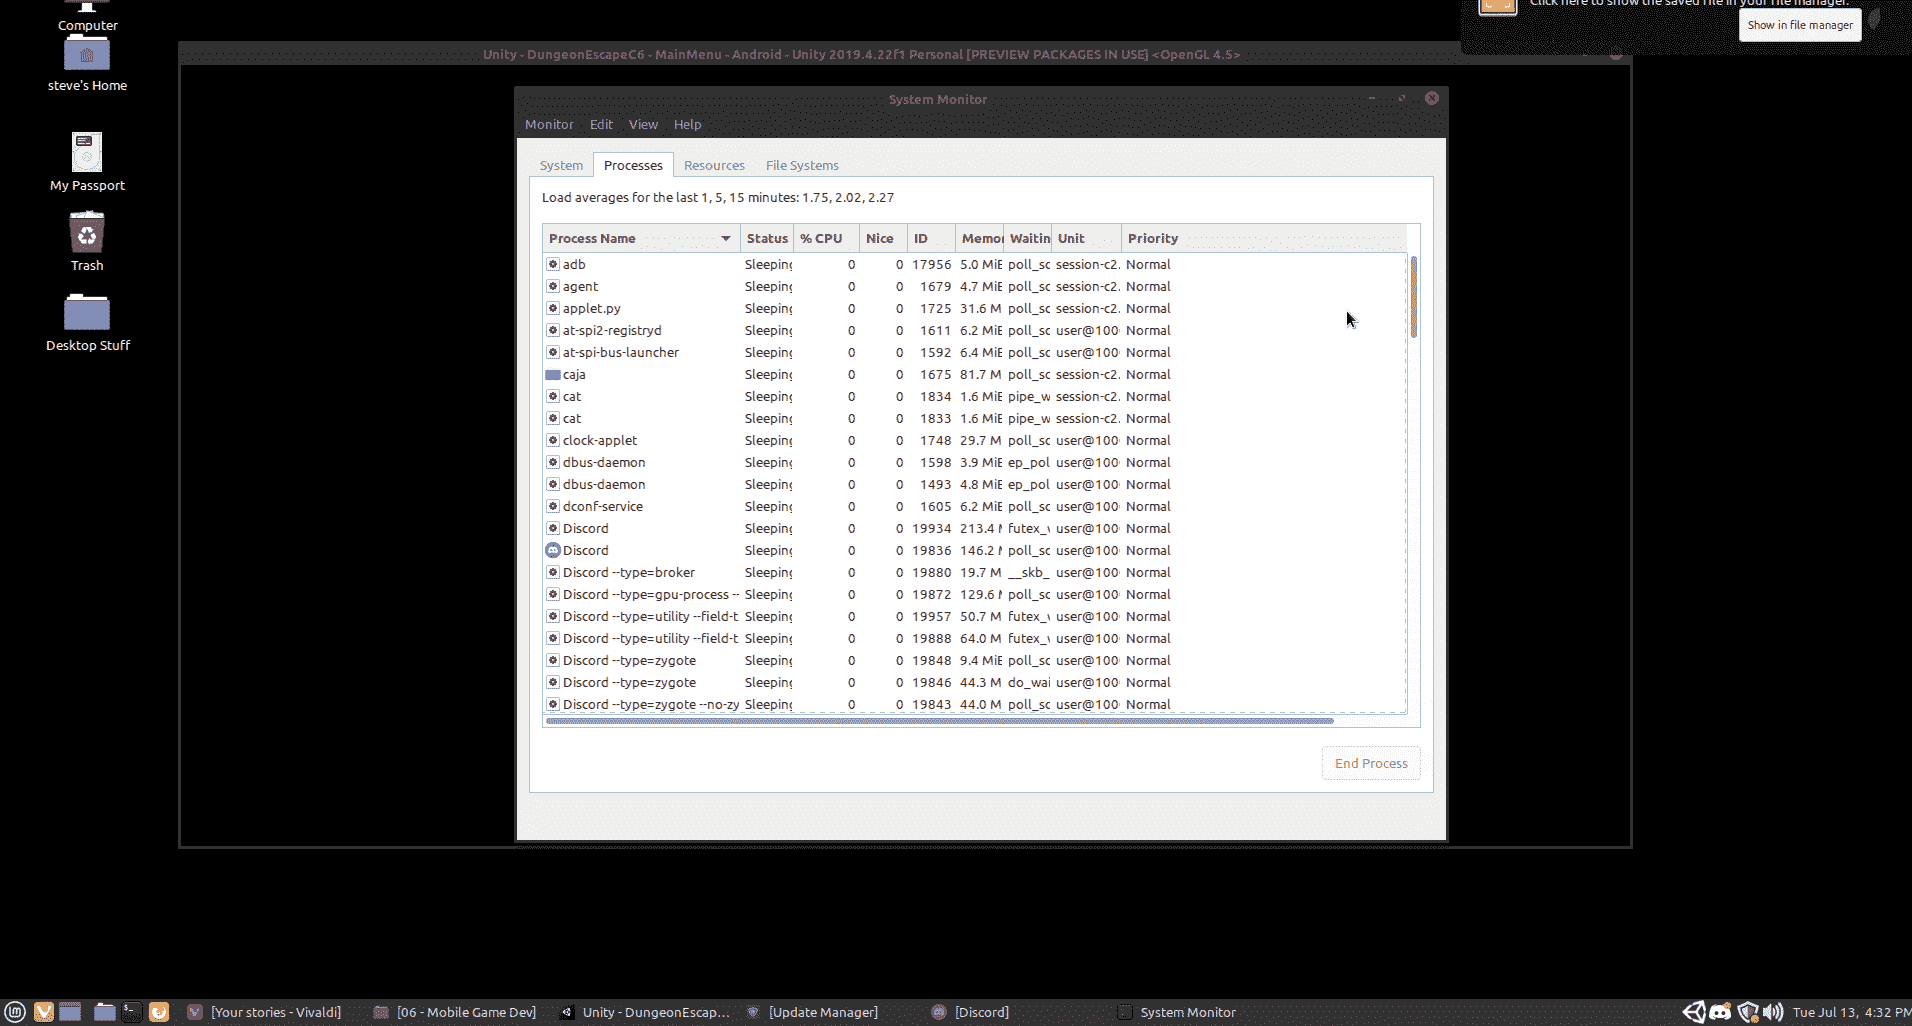 Computer
steve's Home
My Passport
Trash
Desktop Stuff
Click here to show the saved file in your file manager.
Show in file manager
Unity - DungeonEscapeC6 - MainMenu - Android - Unity 2019.4.22f1 Personal [PREVIEW PACKAGES IN USE] <OpenGL 4.5>
System Monitor
Monitor Edit View Help
System Processes Resources File Systems
Load averages for the last 1, 5, 15 minutes: 1.75, 2.02, 2.27
Process Name Status % CPU Nice ID Memor Waitin Unit Priority
adb Sleeping 0 0 17956 5.0 MiB poll_sc session-c2. Normal
agent Sleeping 0 0 1679 4.7 MiB poll_sc session-c2. Normal
applet.py Sleeping 0 0 1725 31.6 M poll_sc session-c2. Normal
at-spi2-registryd Sleeping 0 0 1611 6.2 MiB poll_sc user@100 Normal
at-spi-bus-launcher Sleeping 0 0 1592 6.4 MiB poll_sc user@100 Normal
caja Sleeping 0 0 1675 81.7 M poll_sc session-c2. Normal
cat Sleeping 0 0 1834 1.6 MiB pipe_w session-c2. Normal
cat Sleeping 0 0 1833 1.6 MiB pipe_w session-c2. Normal
clock-applet Sleeping 0 0 1748 29.7 M poll_sc user@100 Normal
dbus-daemon Sleeping 0 0 1598 3.9 MiB ep_pol user@100 Normal
dbus-daemon Sleeping 0 0 1493 4.8 MiB ep_pol user@100 Normal
dconf-service Sleeping 0 0 1605 6.2 MiB poll_sc user@100 Normal
Discord Sleeping 0 0 19934 213.4 M futex_v user@100 Normal
Discord Sleeping 0 0 19836 146.2 M poll_sc user@100 Normal
Discord --type=broker Sleeping 0 0 19880 19.7 M __skb_ user@100 Normal
Discord --type=gpu-process -- Sleeping 0 0 19872 129.6 M poll_sc user@100 Normal
Discord --type=utility --field-t Sleeping 0 0 19957 50.7 M futex_v user@100 Normal
Discord --type=utility --field-t Sleeping 0 0 19888 64.0 M futex_v user@100 Normal
Discord --type=zygote Sleeping 0 0 19848 9.4 MiB poll_sc user@100 Normal
Discord --type=zygote Sleeping 0 0 19846 44.3 M do_wai user@100 Normal
Discord --type=zygote --no-zy Sleeping 0 0 19843 44.0 M poll_sc user@100 Normal
End Process
[Your stories - Vivaldi] [06 - Mobile Game Dev] Unity - DungeonEscap... [Update Manager] [Discord] System Monitor Tue Jul 13, 4:32 PM